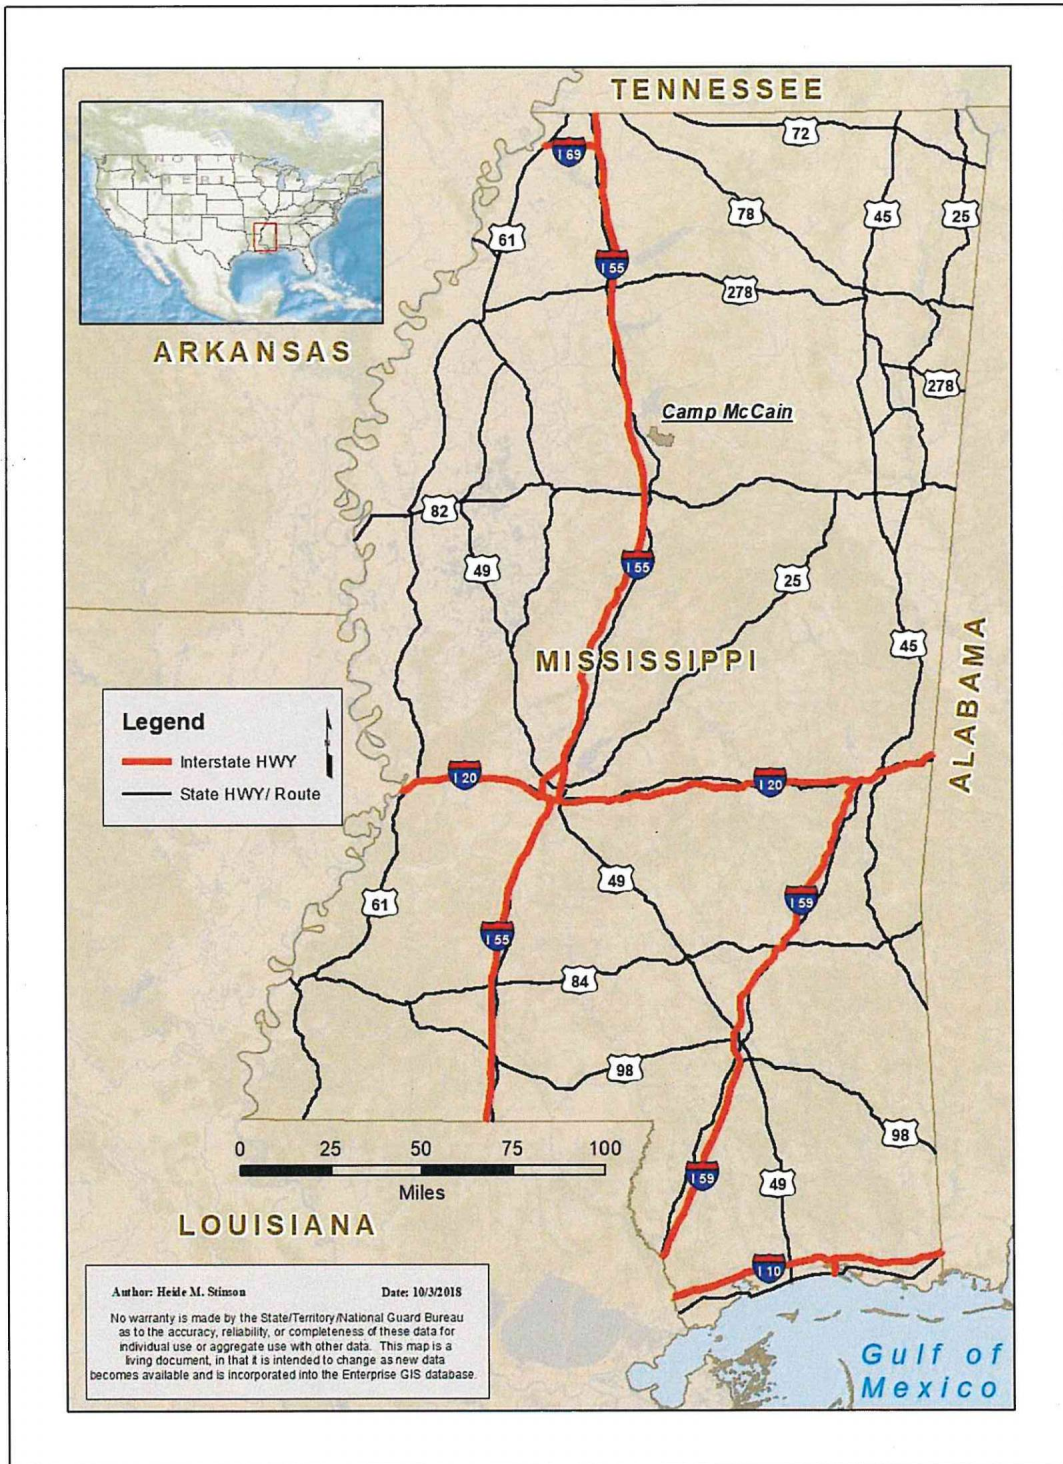 TENNESSEE
NORTH
ARKANSAS
I 69
72
78
45
25
61
I 55
278
278
Camp McCain
82
49
I 55
25
MISSISSIPPI
45
ALABAMA
Legend
Interstate HWY
State HWY/ Route
N
I 20
I 20
49
I 59
61
I 55
84
98
98
0 25 50 75 100
Miles
I 59
49
LOUISIANA
I 10
Author: Heide M. Stinson Date: 10/3/2018
No warranty is made by the State/Territory/National Guard Bureau
as to the accuracy, reliability, or completeness of these data for
individual use or aggregate use with other data. This map is a
living document, in that it is intended to change as new data
becomes available and is incorporated into the Enterprise GIS database.
Gulf of
Mexico